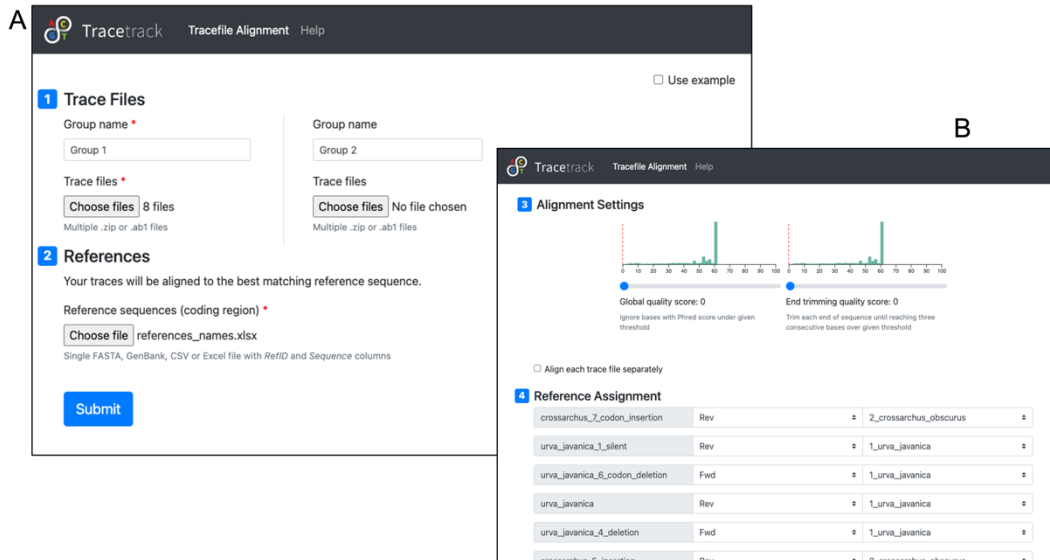 A
A C G T
Tracetrack Tracefile Alignment Help
Use example
1 Trace Files
Group name *
Group 1
Trace files *
Choose files 8 files
Multiple .zip or .ab1 files
Group name
Group 2
Trace files
Choose files No file chosen
Multiple .zip or .ab1 files
2 References
Your traces will be aligned to the best matching reference sequence.
Reference sequences (coding region) *
Choose file references_names.xlsx
Single FASTA, GenBank, CSV or Excel file with RefID and Sequence columns
Submit
B
A C G T
Tracetrack Tracefile Alignment Help
3 Alignment Settings
0 10 20 30 40 50 60 70 80 90 100
Global quality score: 0
Ignore bases with Phred score under given
threshold
0 10 20 30 40 50 60 70 80 90 100
End trimming quality score: 0
Trim each end of sequence until reaching three
consecutive bases over given threshold
Align each trace file separately
4 Reference Assignment
crossarchus_7_codon_insertion Rev 2_crossarchus_obscurus
urva_javanica_1_silent Rev 1_urva_javanica
urva_javanica_6_codon_deletion Fwd 1_urva_javanica
urva_javanica Rev 1_urva_javanica
urva_javanica_4_deletion Fwd 1_urva_javanica